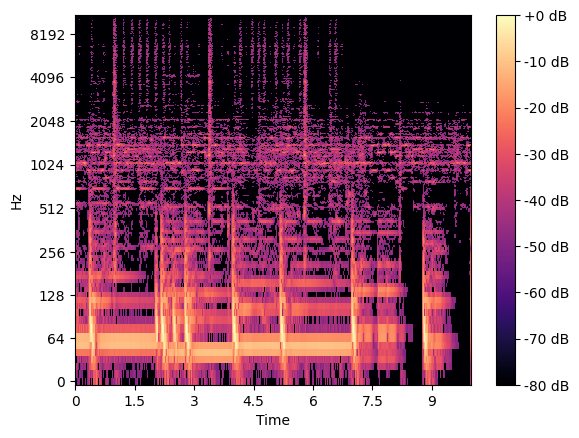 8192
4096
2048
1024
512
256
128
64
0
Hz
0 1.5 3 4.5 6 7.5 9
Time
+0 dB
-10 dB
-20 dB
-30 dB
-40 dB
-50 dB
-60 dB
-70 dB
-80 dB